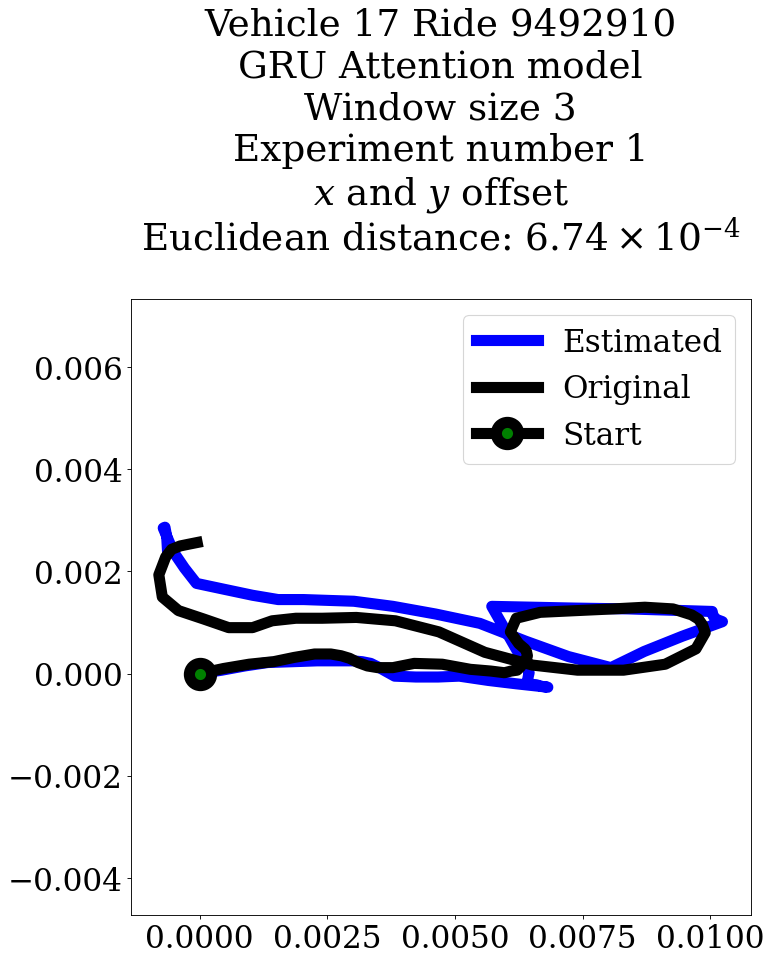 Vehicle 17 Ride 9492910
GRU Attention model
Window size 3
Experiment number 1
x and y offset
Euclidean distance: 6.74 × 10⁻⁴
Estimated
Original
Start
0.006
0.004
0.002
0.000
−0.002
−0.004
0.0000 0.0025 0.0050 0.0075 0.0100